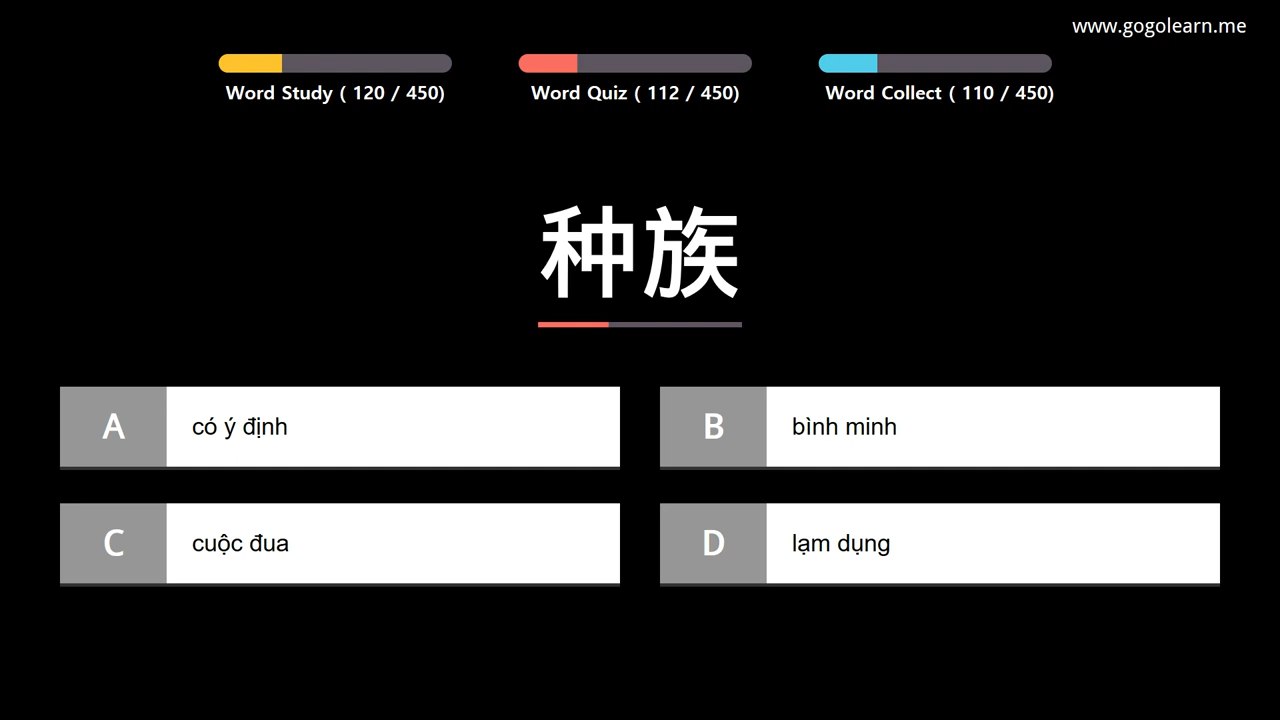 www.gogolearn.me
Word Study ( 120 / 450)
Word Quiz ( 112 / 450)
Word Collect ( 110 / 450)
种族
A
có ý định
B
bình minh
C
cuộc đua
D
lạm dụng